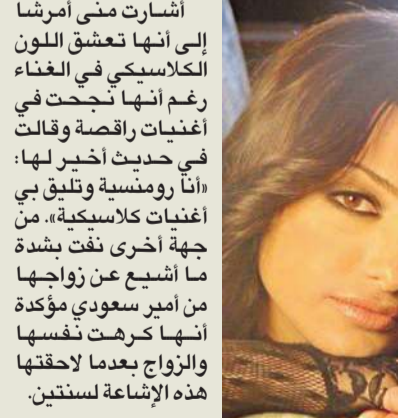 أشارت منى أمرشا
إلى أنها تعشق اللون
الكلاسيكي في الغناء
رغم أنها نجحت في
أغنيات راقصة وقالت
في حديث أخير لها:
«أنا رومنسية وتليق بي
أغنيات كلاسيكية». من
جهة أخرى نفت بشدة
ما أشيع عن زواجها
من أمير سعودي مؤكدة
أنها كرهت نفسها
والزواج بعدما لاحقتها
هذه الإشاعة لسنتين.